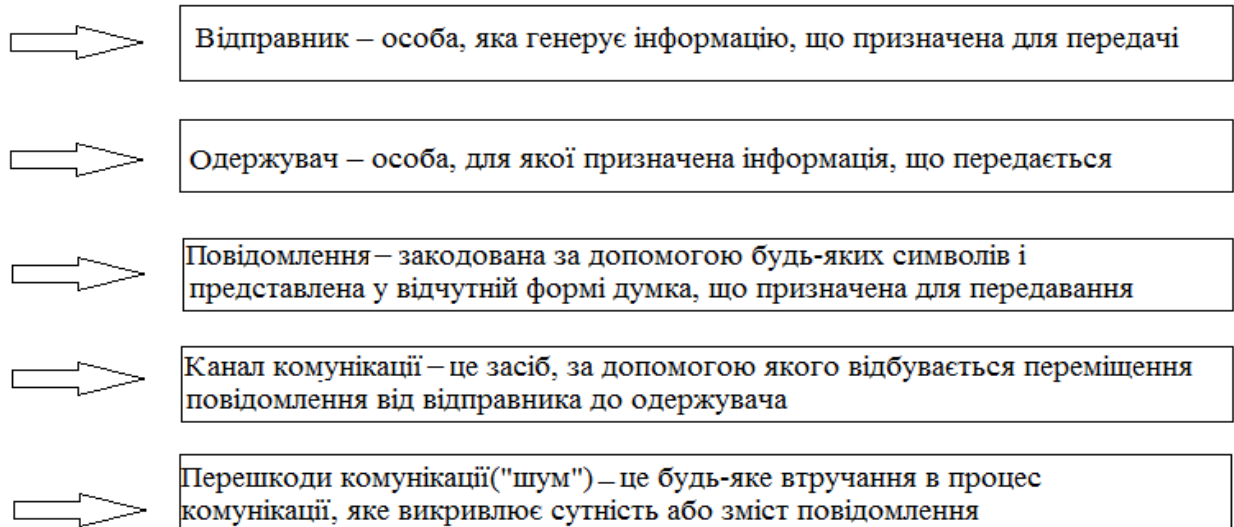 Відправник – особа, яка генерує інформацію, що призначена для передачі
Одержувач – особа, для якої призначена інформація, що передається
Повідомлення – закодована за допомогою будь-яких символів і
представлена у відчутній формі думка, що призначена для передавання
Канал комунікації – це засіб, за допомогою якого відбувається переміщення
повідомлення від відправника до одержувача
Перешкоди комунікації("шум") – це будь-яке втручання в процес
комунікації, яке викривлює сутність або зміст повідомлення